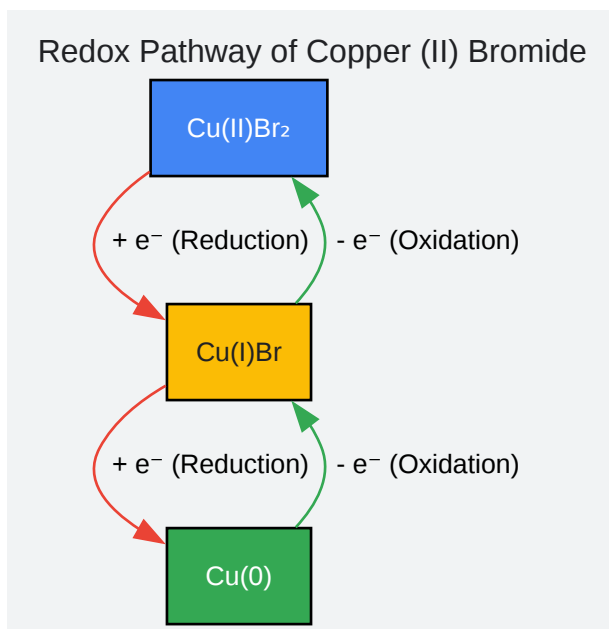 Redox Pathway of Copper (II) Bromide
Cu(II)Br₂
+ e⁻ (Reduction)
- e⁻ (Oxidation)
Cu(I)Br
+ e⁻ (Reduction)
- e⁻ (Oxidation)
Cu(0)